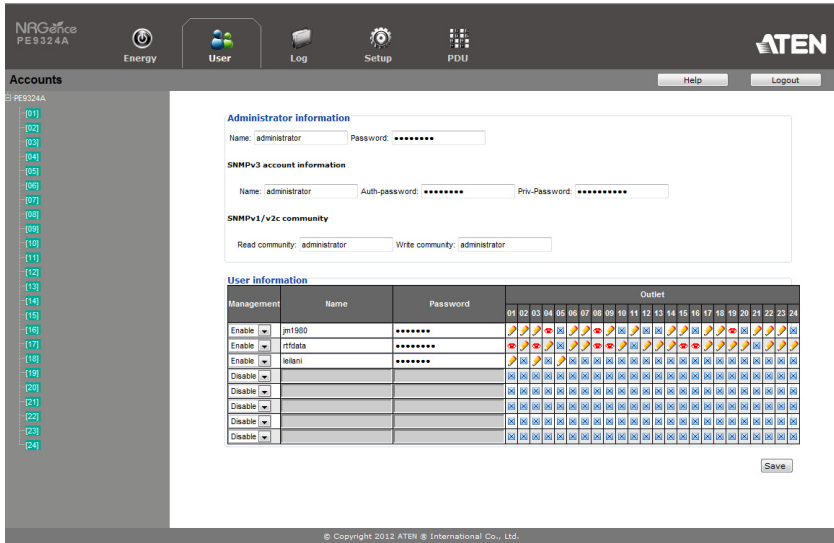 NRGence
PE9324A
Energy
User
Log
Setup
PDU
ATEN
Accounts
Help
Logout
PE9324A
[01]
[02]
[03]
[04]
[05]
[06]
[07]
[08]
[09]
[10]
[11]
[12]
[13]
[14]
[15]
[16]
[17]
[18]
[19]
[20]
[21]
[22]
[23]
[24]
Administrator information
Name: administrator Password: ••••••••
SNMPv3 account information
Name: administrator Auth-password: •••••••• Priv-Password: ••••••••••
SNMPv1/v2c community
Read community: administrator Write community: administrator
User information
Management Name Password Outlet
01 02 03 04 05 06 07 08 09 10 11 12 13 14 15 16 17 18 19 20 21 22 23 24
Enable jm1980 •••••••
Enable rtfdata •••••••••
Enable leilani •••••••
Disable
Disable
Disable
Disable
Disable
Save
© Copyright 2012 ATEN ® International Co., Ltd.